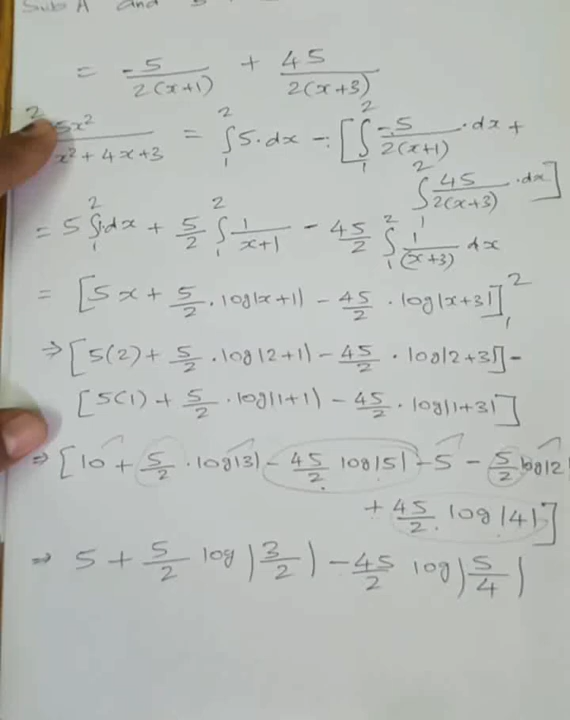 Sub A and B
= -5/2(x+1) + 45/2(x+3)
∫₁² 5x²/x²+4x+3 = ∫₁² 5·dx - [∫₁² -5/2(x+1) ·dx +
∫₁² 45/2(x+3) ·dx]
= 5 ∫₁² ·dx + 5/2 ∫₁² 1/x+1 - 45/2 ∫₁² 1/(x+3) dx
= [5x + 5/2 · log|x+1| - 45/2 · log|x+3|]₁²
⇒ [5(2) + 5/2 · log|2+1| - 45/2 · log|2+3|] -
[5(1) + 5/2 · log|1+1| - 45/2 · log|1+3|]
⇒ [10 + 5/2 · log|3| - 45/2 log|5| - 5 - 5/2 log|2
+ 45/2 · log|4|]
⇒ 5 + 5/2 log|3/2| - 45/2 log|5/4|